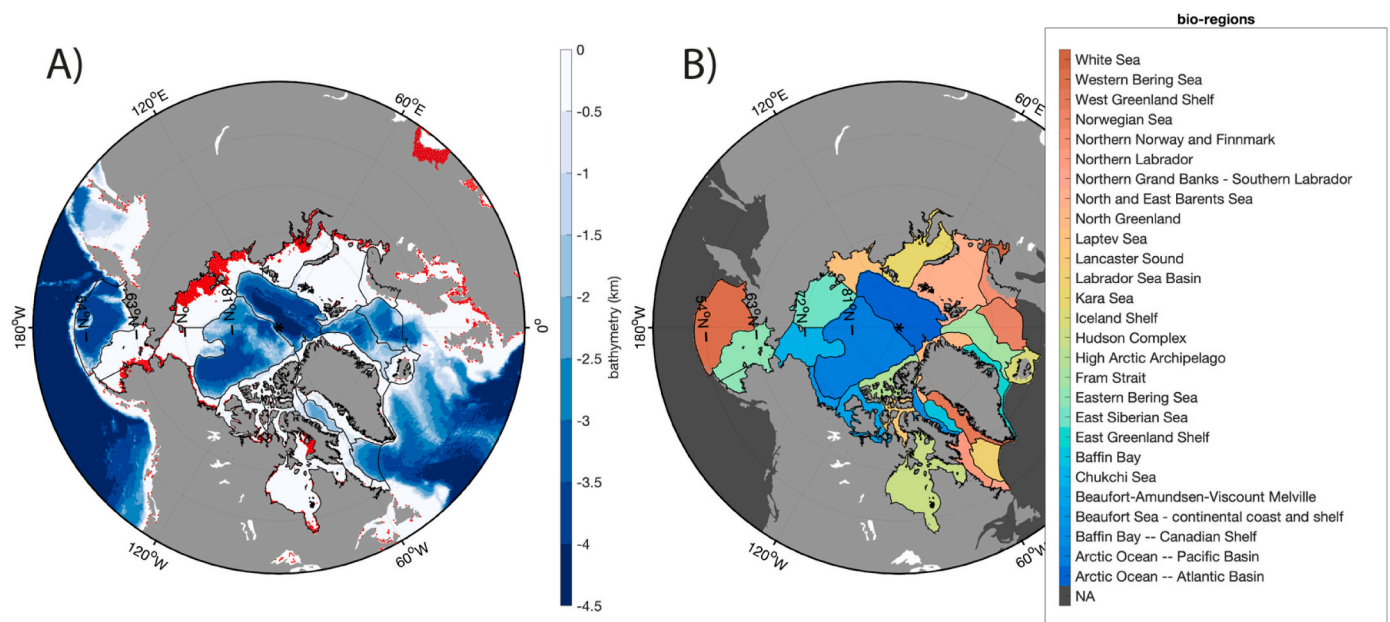 A)
120°E
60°E
180°W
0°
120°W
60°W
54°N
63°N
81°N
0
-0.5
-1
-1.5
-2
-2.5
-3
-3.5
-4
-4.5
bathymetry (km)
B)
120°E
60°E
180°W
120°W
60°W
54°N
63°N
72°N
81°N
bio-regions
White Sea
Western Bering Sea
West Greenland Shelf
Norwegian Sea
Northern Norway and Finnmark
Northern Labrador
Northern Grand Banks - Southern Labrador
North and East Barents Sea
North Greenland
Laptev Sea
Lancaster Sound
Labrador Sea Basin
Kara Sea
Iceland Shelf
Hudson Complex
High Arctic Archipelago
Fram Strait
Eastern Bering Sea
East Siberian Sea
East Greenland Shelf
Baffin Bay
Chukchi Sea
Beaufort-Amundsen-Viscount Melville
Beaufort Sea - continental coast and shelf
Baffin Bay -- Canadian Shelf
Arctic Ocean -- Pacific Basin
Arctic Ocean -- Atlantic Basin
NA